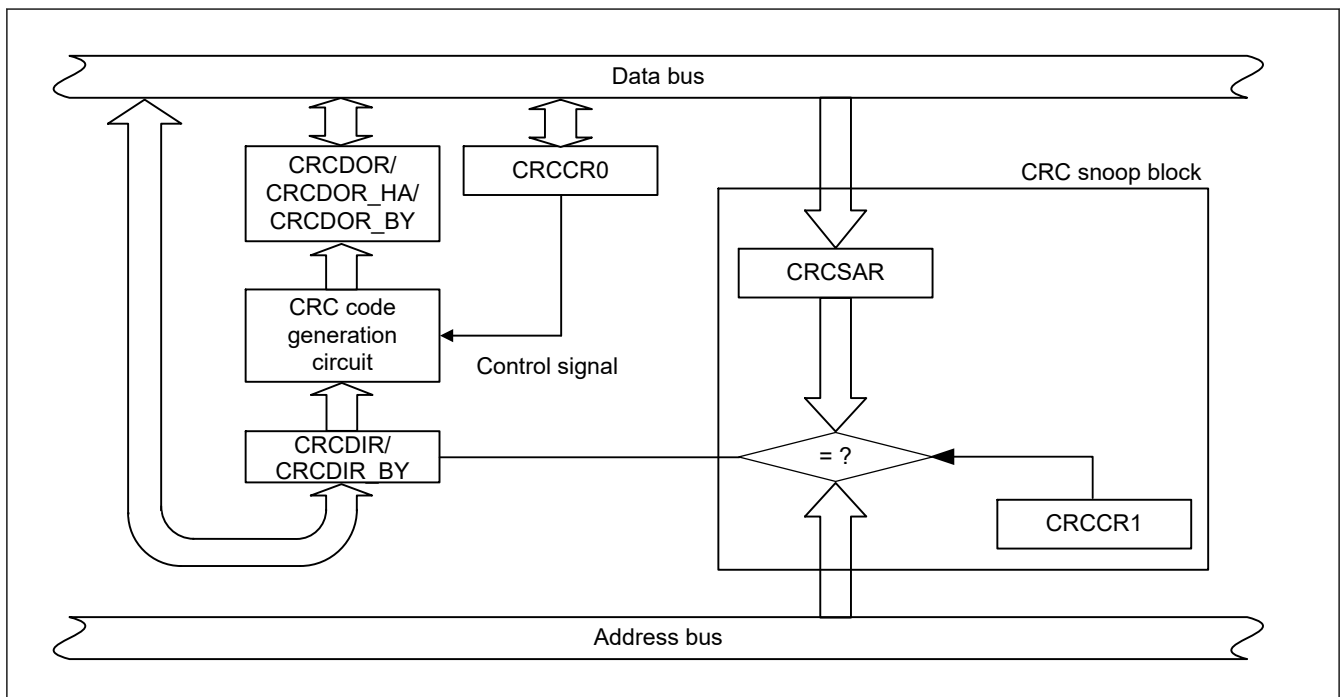 Data bus
CRCDOR/
CRCDOR_HA/
CRCDOR_BY
CRCCR0
CRC snoop block
CRCSAR
CRC code
generation
circuit
Control signal
CRCDIR/
CRCDIR_BY
= ?
CRCCR1
Address bus